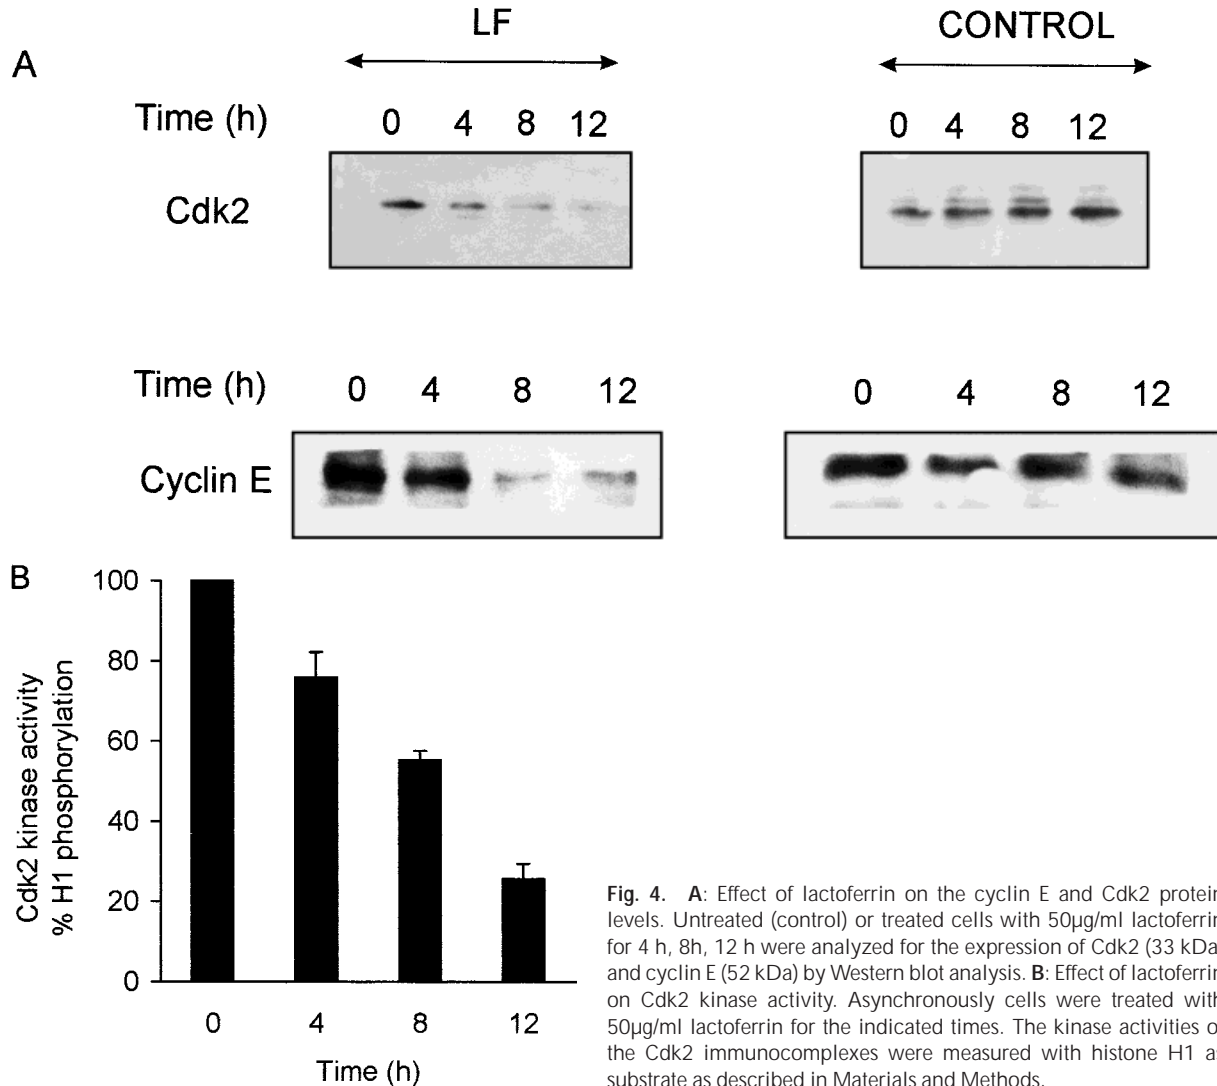 LF CONTROL
A
Time (h) 0 4 8 12 0 4 8 12
Cdk2
Time (h) 0 4 8 12 0 4 8 12
Cyclin E
B
Cdk2 kinase activity
% H1 phosphorylation
100
80
60
40
20
0
0 4 8 12
Time (h)
Fig. 4. A: Effect of lactoferrin on the cyclin E and Cdk2 protein
levels. Untreated (control) or treated cells with 50µg/ml lactoferrin
for 4 h, 8h, 12 h were analyzed for the expression of Cdk2 (33 kDa
and cyclin E (52 kDa) by Western blot analysis. B: Effect of lactoferrin
on Cdk2 kinase activity. Asynchronously cells were treated with
50µg/ml lactoferrin for the indicated times. The kinase activities o
the Cdk2 immunocomplexes were measured with histone H1 as
substrate as described in Materials and Methods.